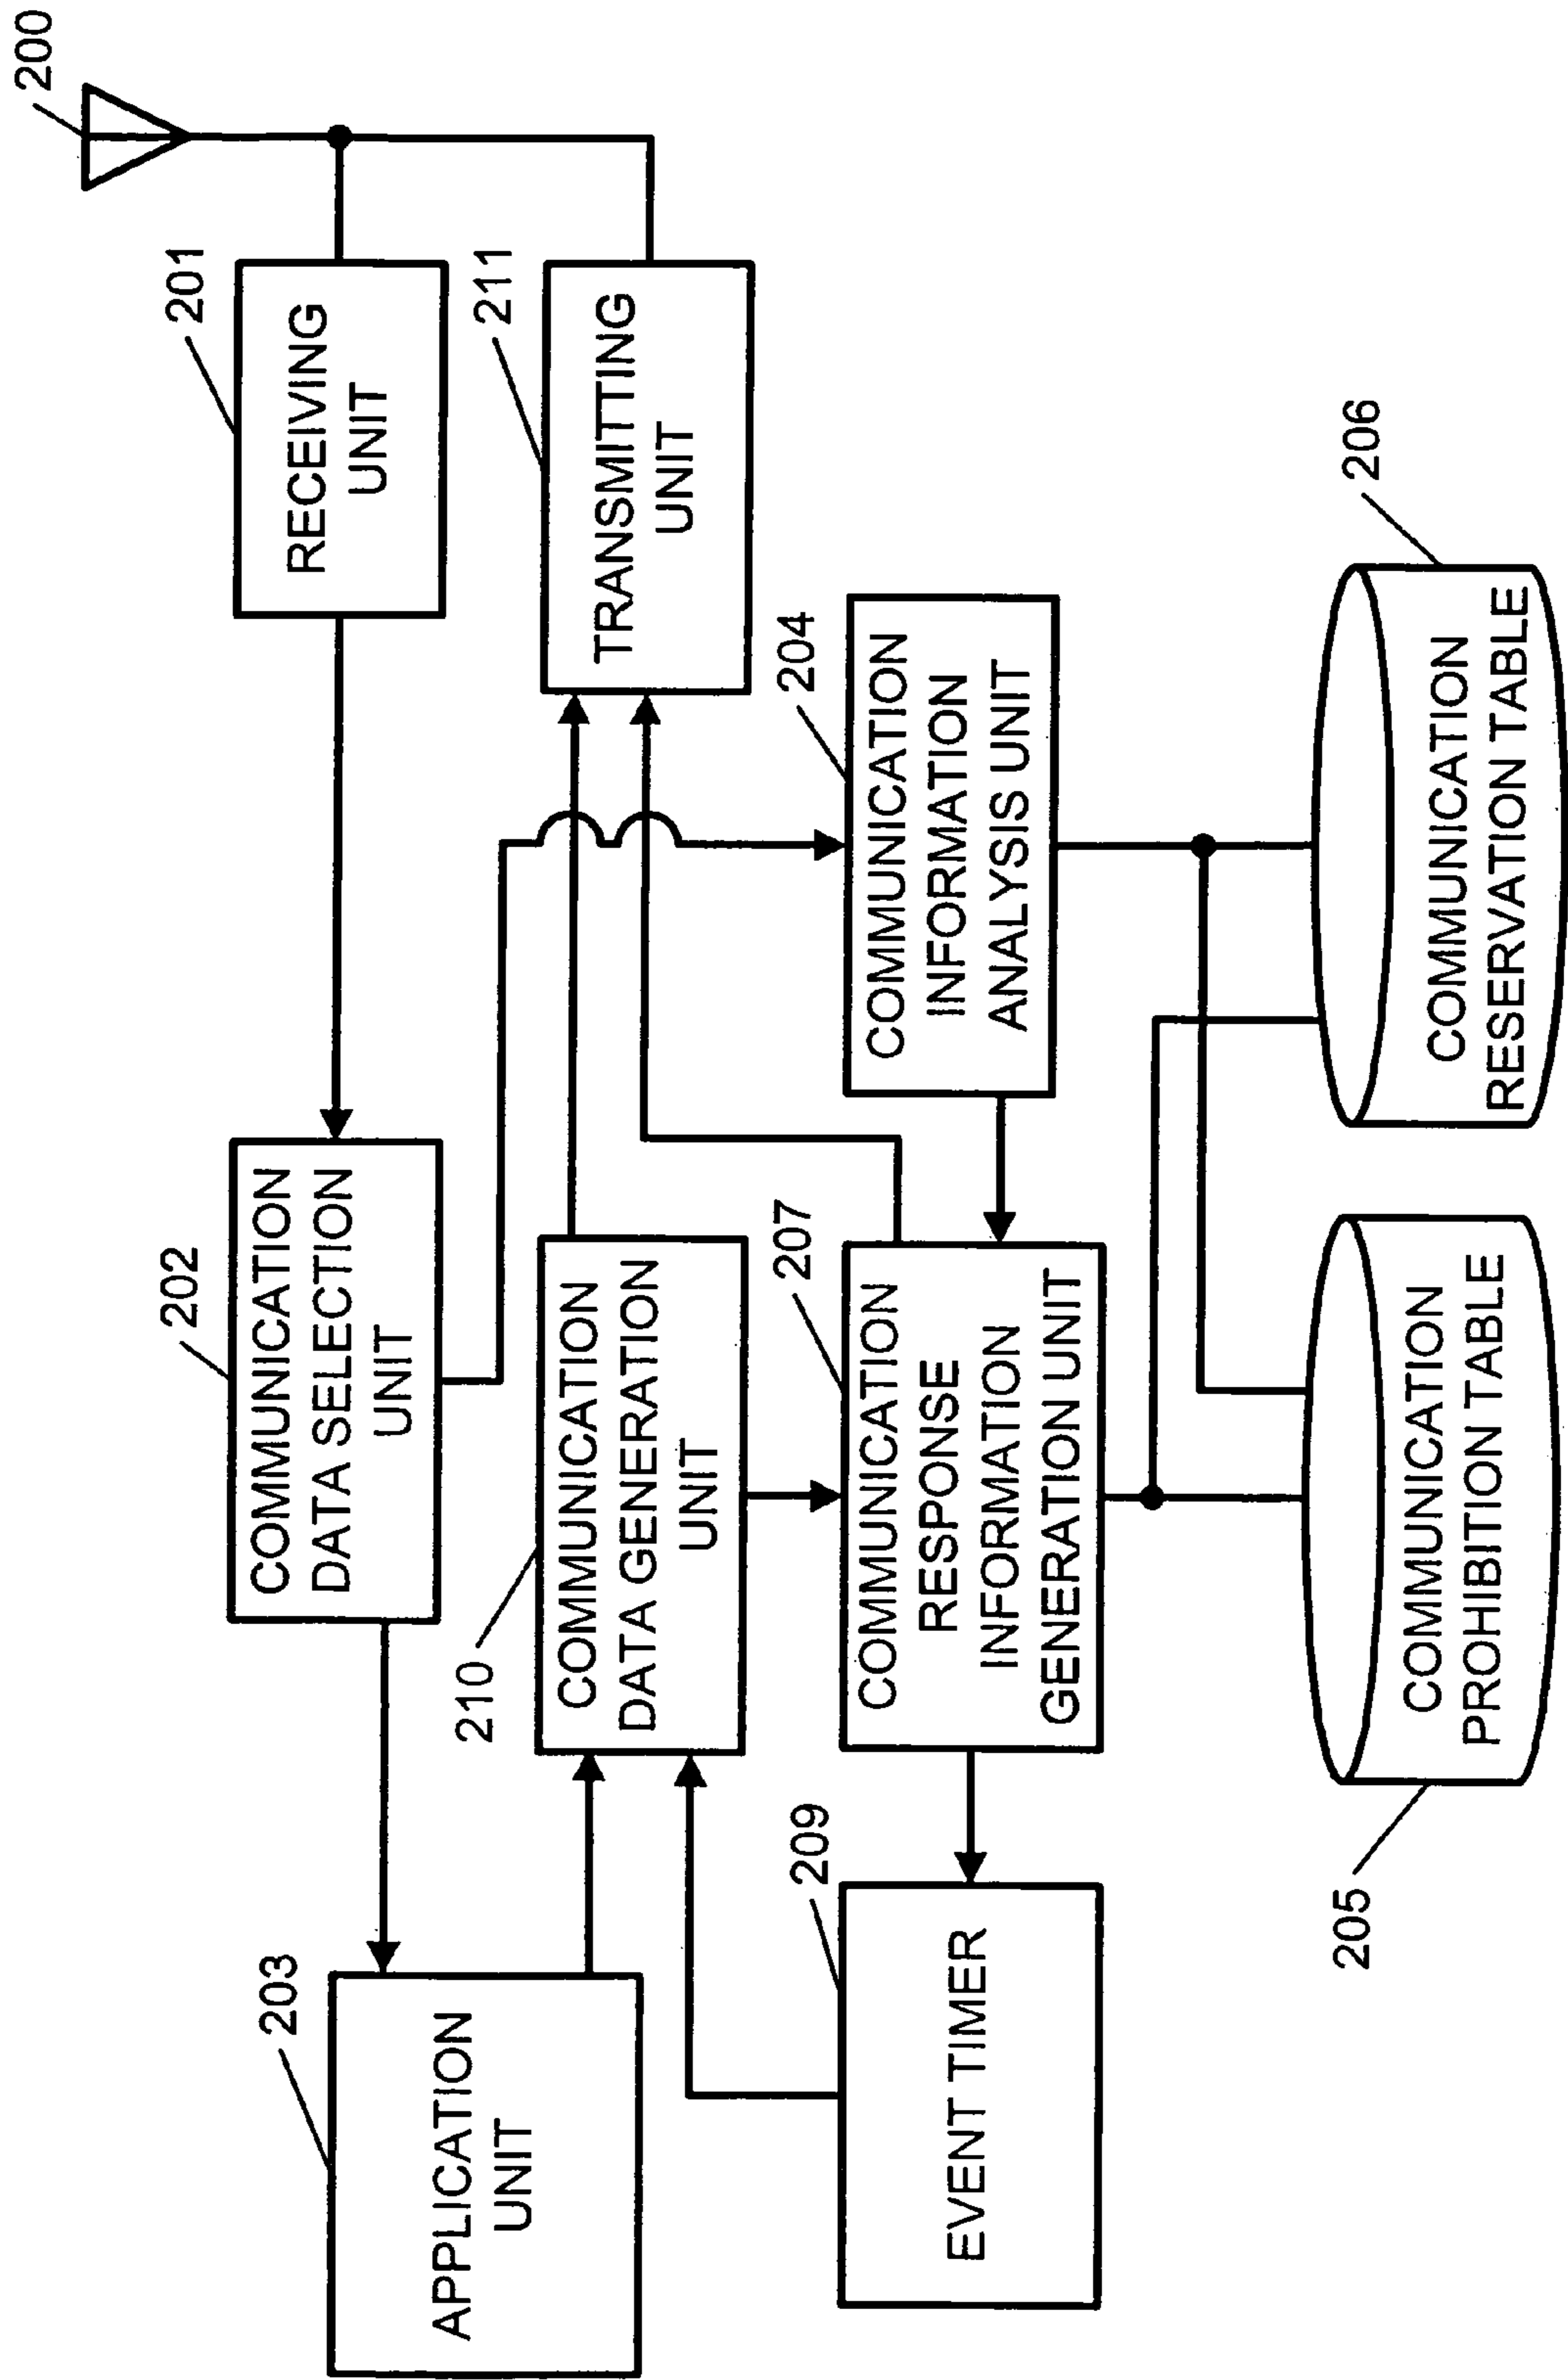 200
201
RECEIVING
UNIT
211
TRANSMITTING
UNIT
202
COMMUNICATION
DATA SELECTION
UNIT
204
COMMUNICATION
INFORMATION
ANALYSIS UNIT
206
COMMUNICATION
RESERVATION TABLE
210
COMMUNICATION
DATA GENERATION
UNIT
207
COMMUNICATION
RESPONSE
INFORMATION
GENERATION UNIT
205
COMMUNICATION
PROHIBITION TABLE
203
APPLICATION
UNIT
209
EVENT TIMER